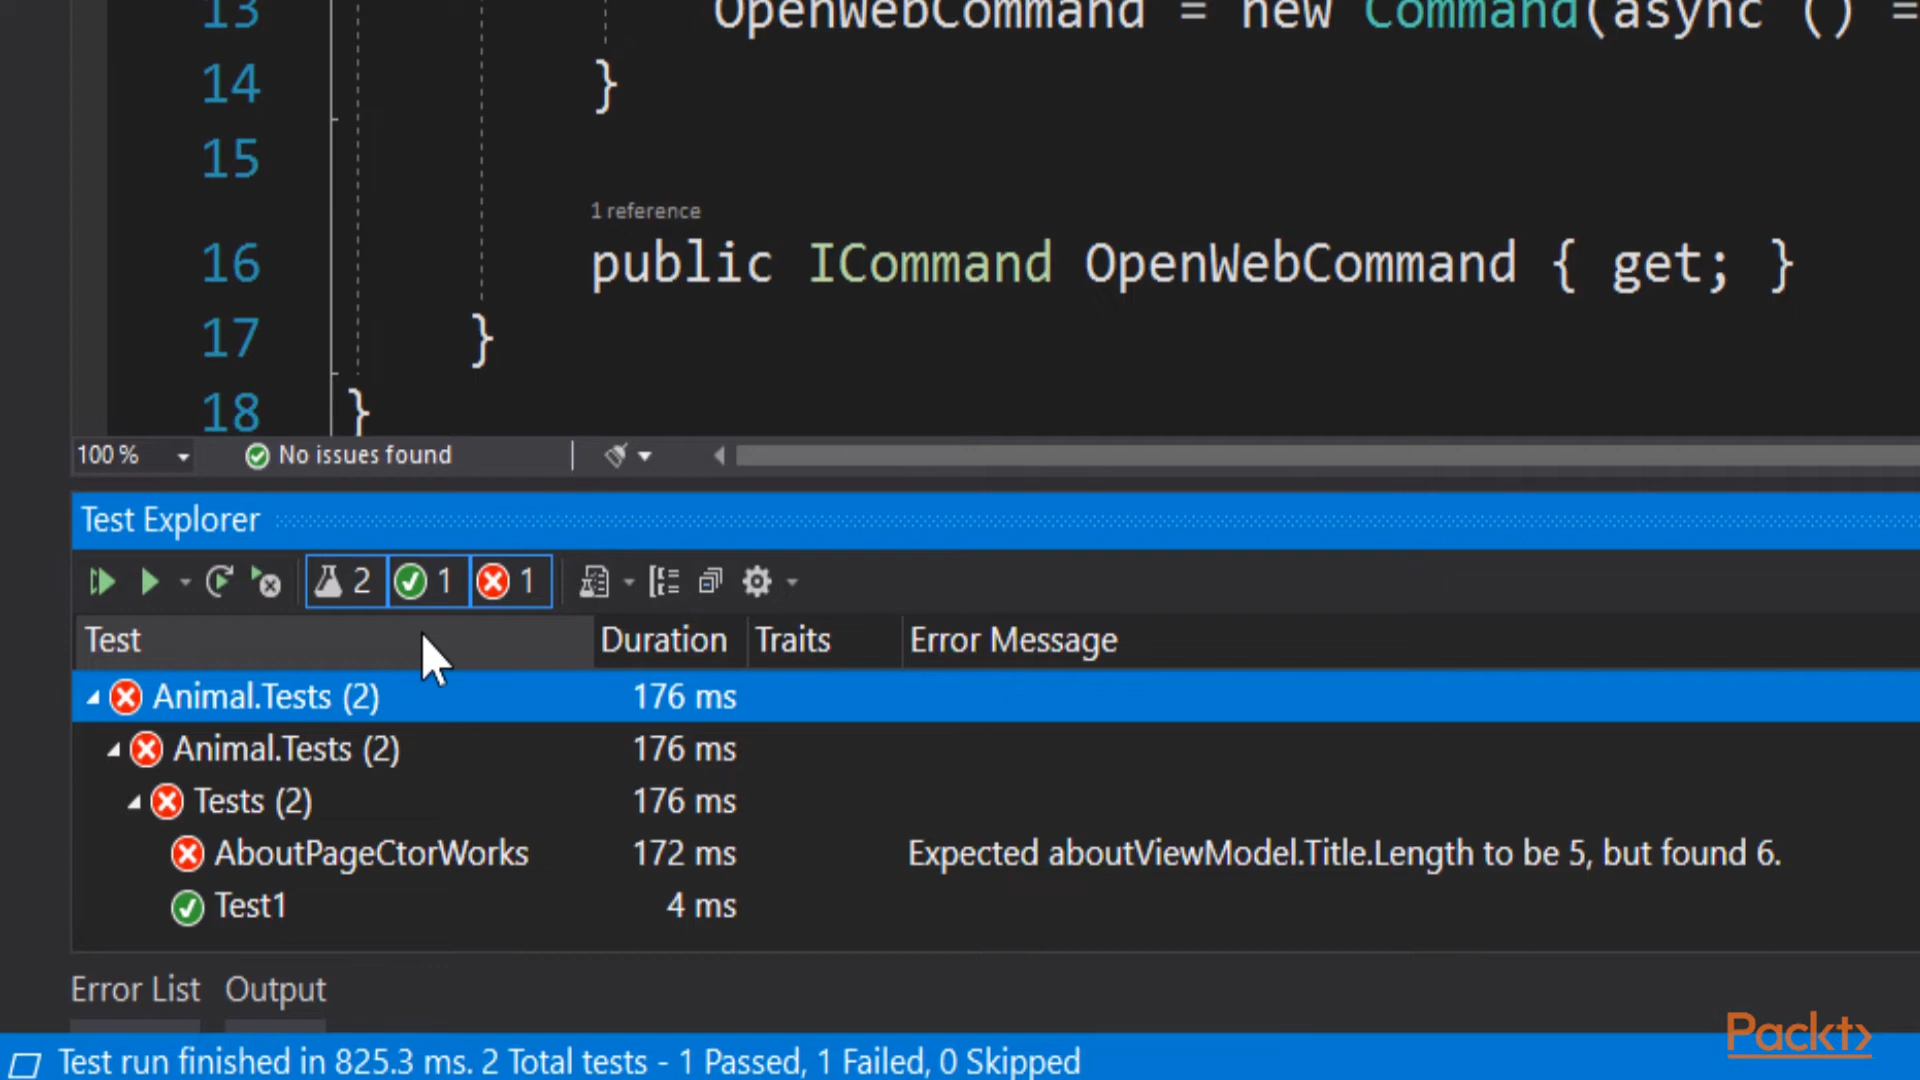 13 OpenWebCommand = new Command(async () =
14 }
15
1 reference
16 public ICommand OpenWebCommand { get; }
17 }
18 }
100 % No issues found
Test Explorer
2 1 1
Test Duration Traits Error Message
Animal.Tests (2) 176 ms
Animal.Tests (2) 176 ms
Tests (2) 176 ms
AboutPageCtorWorks 172 ms Expected aboutViewModel.Title.Length to be 5, but found 6.
Test1 4 ms
Error List Output
Packt>
Test run finished in 825.3 ms. 2 Total tests - 1 Passed, 1 Failed, 0 Skipped